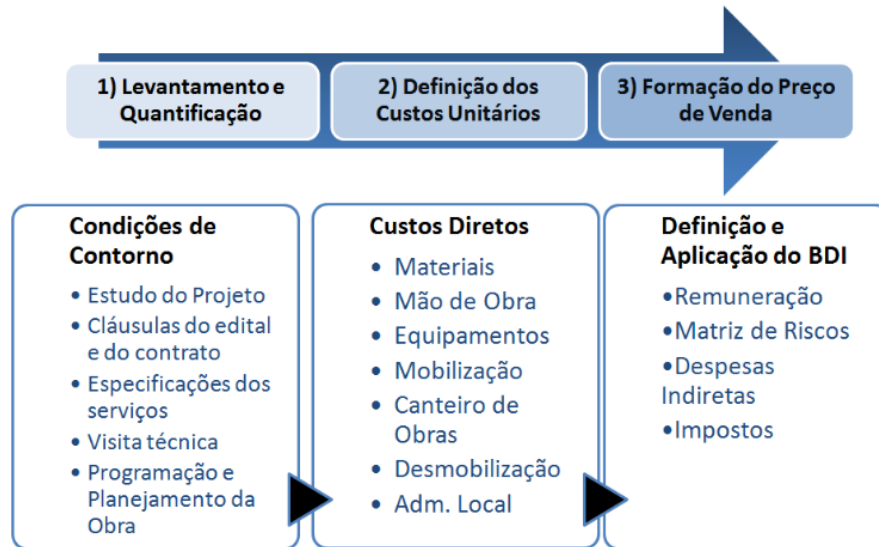 1) Levantamento e
Quantificação
2) Definição dos
Custos Unitários
3) Formação do Preço
de Venda
Condições de
Contorno
• Estudo do Projeto
• Cláusulas do edital
e do contrato
• Especificações dos
serviços
• Visita técnica
• Programação e
Planejamento da
Obra
Custos Diretos
• Materiais
• Mão de Obra
• Equipamentos
• Mobilização
• Canteiro de
Obras
• Desmobilização
• Adm. Local
Definição e
Aplicação do BDI
•Remuneração
•Matriz de Riscos
•Despesas
Indiretas
•Impostos